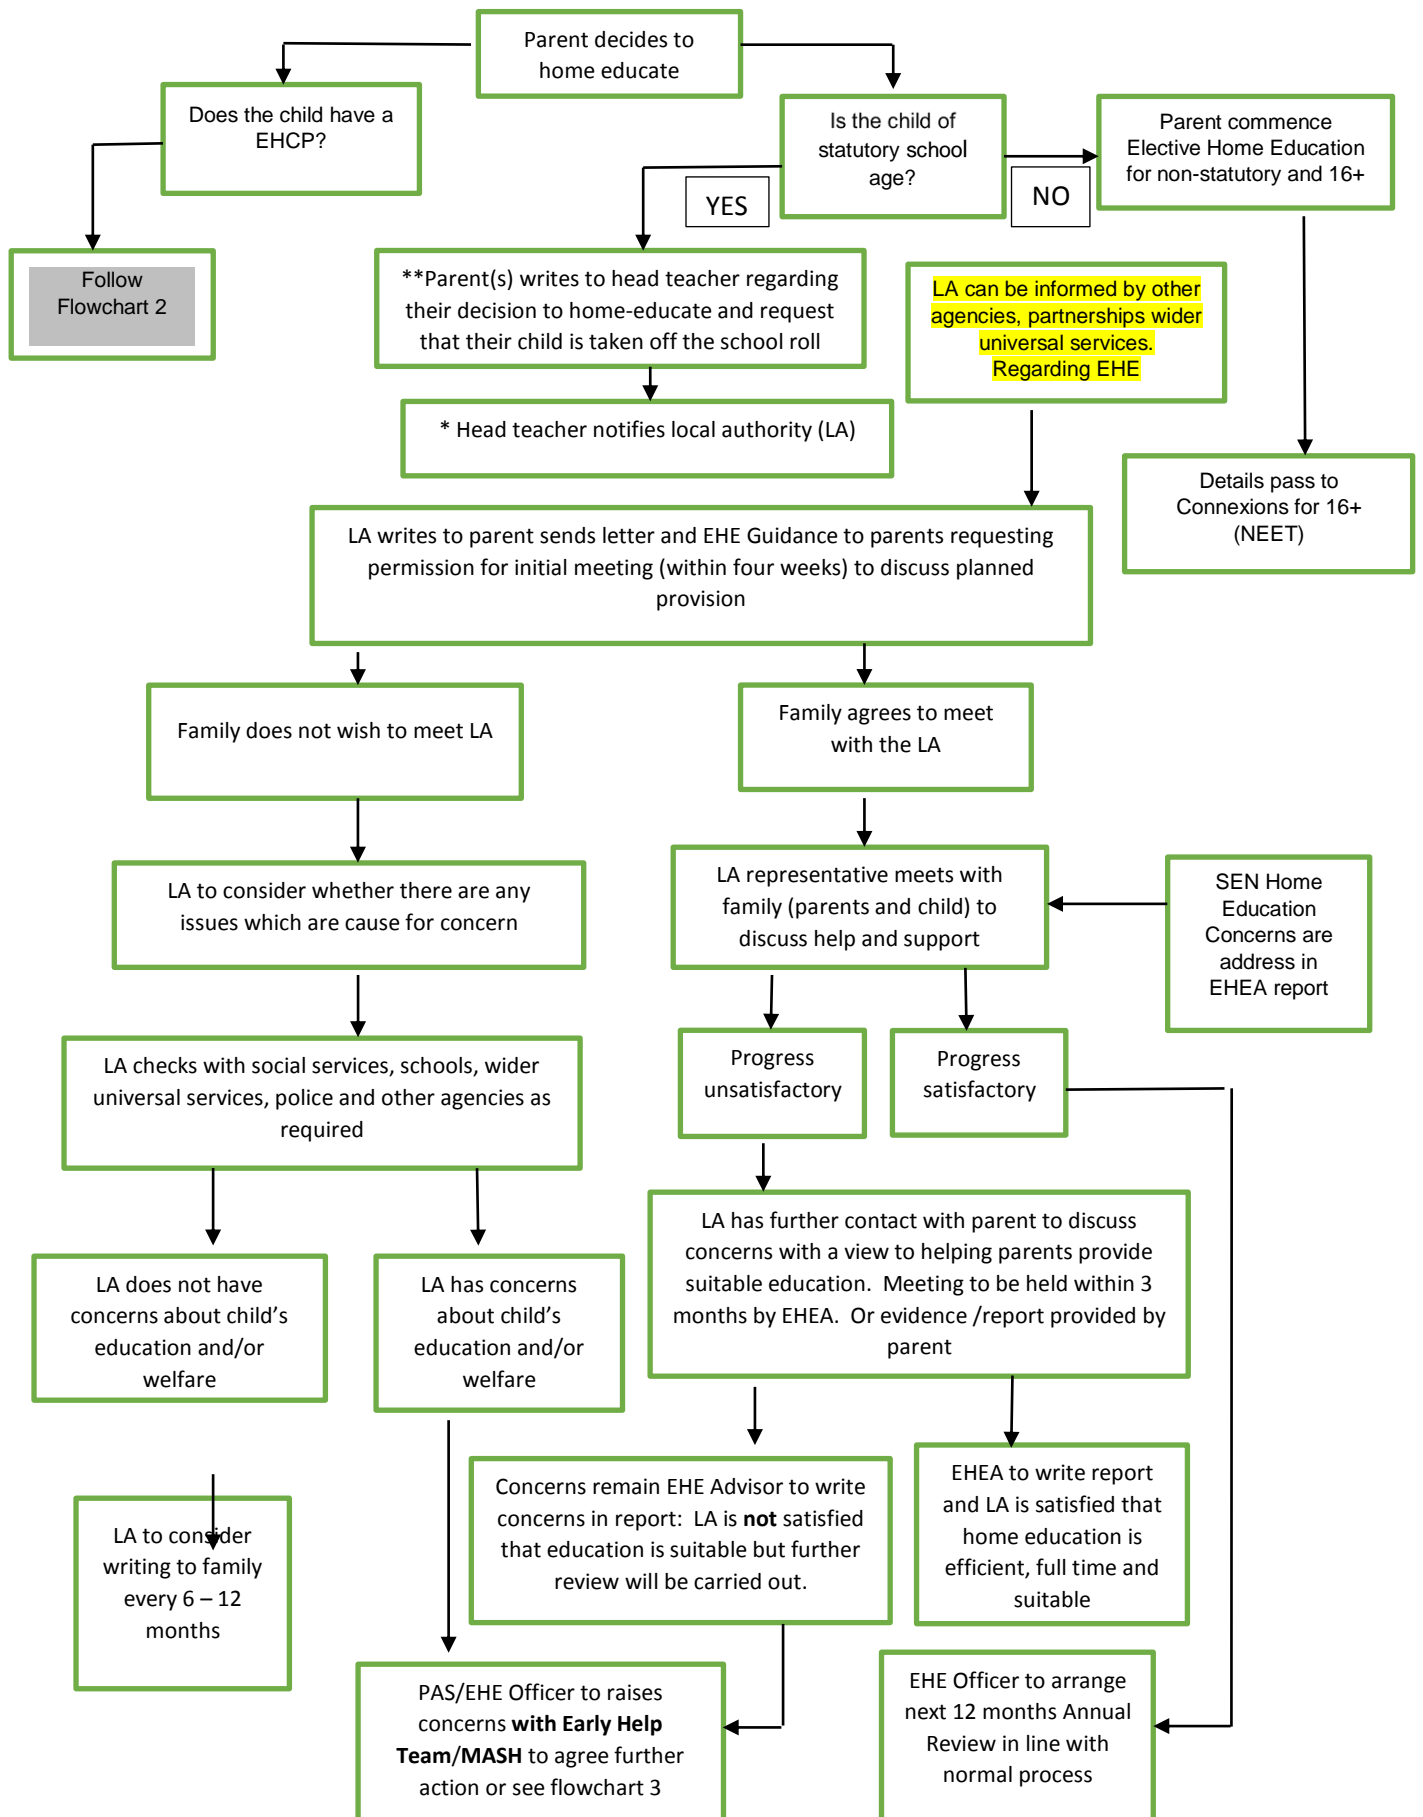 Parent decides to
home educate
Does the child have a
EHCP?
Is the child of
statutory school
age?
Parent commence
Elective Home Education
for non-statutory and 16+
YES
NO
Follow
Flowchart 2
**Parent(s) writes to head teacher regarding
their decision to home-educate and request
that their child is taken off the school roll
LA can be informed by other
agencies, partnerships wider
universal services.
Regarding EHE
* Head teacher notifies local authority (LA)
Details pass to
Connexions for 16+
(NEET)
LA writes to parent sends letter and EHE Guidance to parents requesting
permission for initial meeting (within four weeks) to discuss planned
provision
Family does not wish to meet LA
Family agrees to meet
with the LA
LA to consider whether there are any
issues which are cause for concern
LA representative meets with
family (parents and child) to
discuss help and support
SEN Home
Education
Concerns are
address in
EHEA report
LA checks with social services, schools, wider
universal services, police and other agencies as
required
Progress
unsatisfactory
Progress
satisfactory
LA has further contact with parent to discuss
concerns with a view to helping parents provide
suitable education.  Meeting to be held within 3
months by EHEA.  Or evidence /report provided by
parent
LA does not have
concerns about child’s
education and/or
welfare
LA has concerns
about child’s
education and/or
welfare
Concerns remain EHE Advisor to write
concerns in report:  LA is not satisfied
that education is suitable but further
review will be carried out.
EHEA to write report
and LA is satisfied that
home education is
efficient, full time and
suitable
LA to consider
writing to family
every 6 – 12
months
PAS/EHE Officer to raises
concerns with Early Help
Team/MASH to agree further
action or see flowchart 3
EHE Officer to arrange
next 12 months Annual
Review in line with
normal process